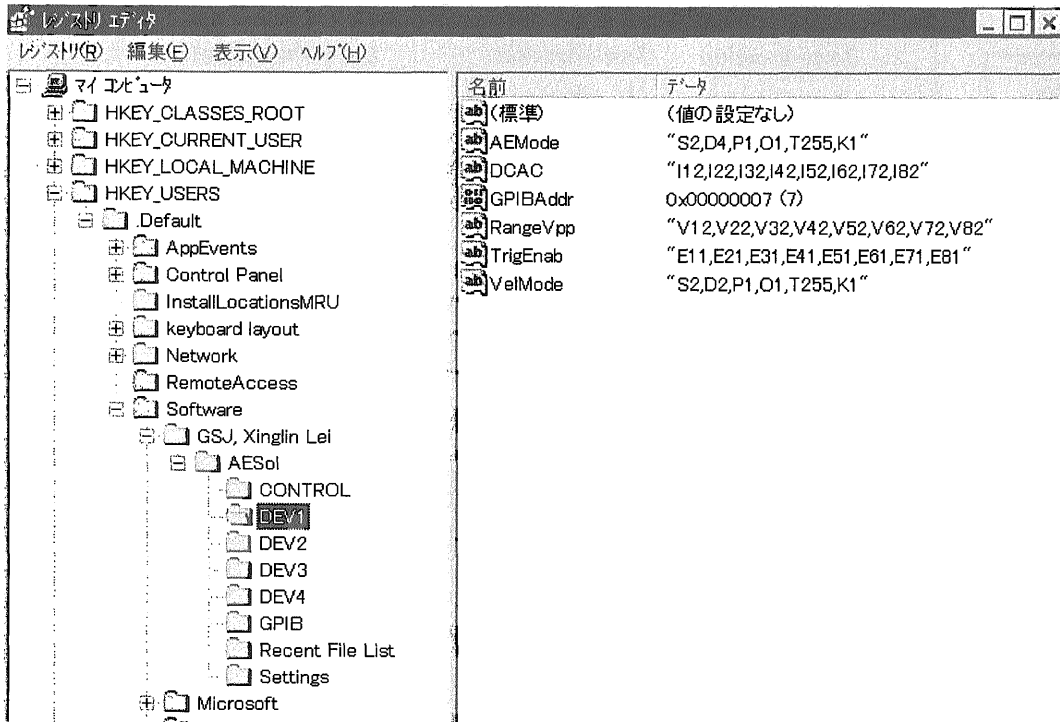 レジストリ エディタ
レジストリ(R) 編集(E) 表示(V) ヘルプ(H)
マイ コンピュータ
HKEY_CLASSES_ROOT
HKEY_CURRENT_USER
HKEY_LOCAL_MACHINE
HKEY_USERS
.Default
AppEvents
Control Panel
InstallLocationsMRU
keyboard layout
Network
RemoteAccess
Software
GSJ, Xinglin Lei
AESol
CONTROL
DEV1
DEV2
DEV3
DEV4
GPIB
Recent File List
Settings
Microsoft
名前 データ
(標準) (値の設定なし)
AEMode "S2,D4,P1,O1,T255,K1"
DCAC "I12,I22,I32,I42,I52,I62,I72,I82"
GPIBAddr 0x00000007 (7)
RangeVpp "V12,V22,V32,V42,V52,V62,V72,V82"
TrigEnab "E11,E21,E31,E41,E51,E61,E71,E81"
VelMode "S2,D2,P1,O1,T255,K1"